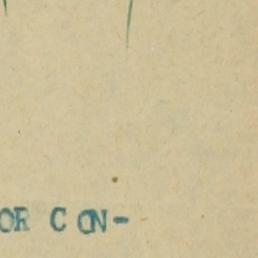 OR CON-